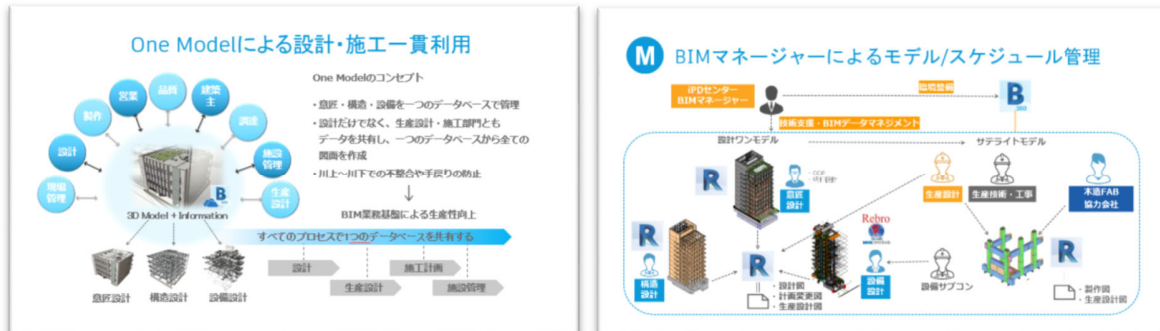 One Modelによる設計・施工一貫利用
品質
営業
建築
主
製作
調達
設計
施設
管理
現場
管理
生産
設計
3D Model + Information
意匠設計
構造設計
設備設計
One Modelのコンセプト
・意匠・構造・設備を一つのデータベースで管理
・設計だけでなく、生産設計・施工部門とも
データを共有し、一つのデータベースから全ての
図面を作成
・川上～川下での不整合や手戻りの防止
BIM業務基盤による生産性向上
すべてのプロセスで1つのデータベースを共有する
設計
施工計画
生産設計
施設管理
M BIMマネージャーによるモデル/スケジュール管理
iPDセンター
BIMマネージャー
環境整備
B
360
技術支援・BIMデータマネジメント
設計ワンモデル
サテライトモデル
R
意匠
設計
生産設計
生産技術・工事
木造FAB
協力会社
R
Rebro
構造
設計
R
設備
設計
設備サブコン
R
・設計図
・計画変更図
・生産設計図
・製作図
・生産設計図